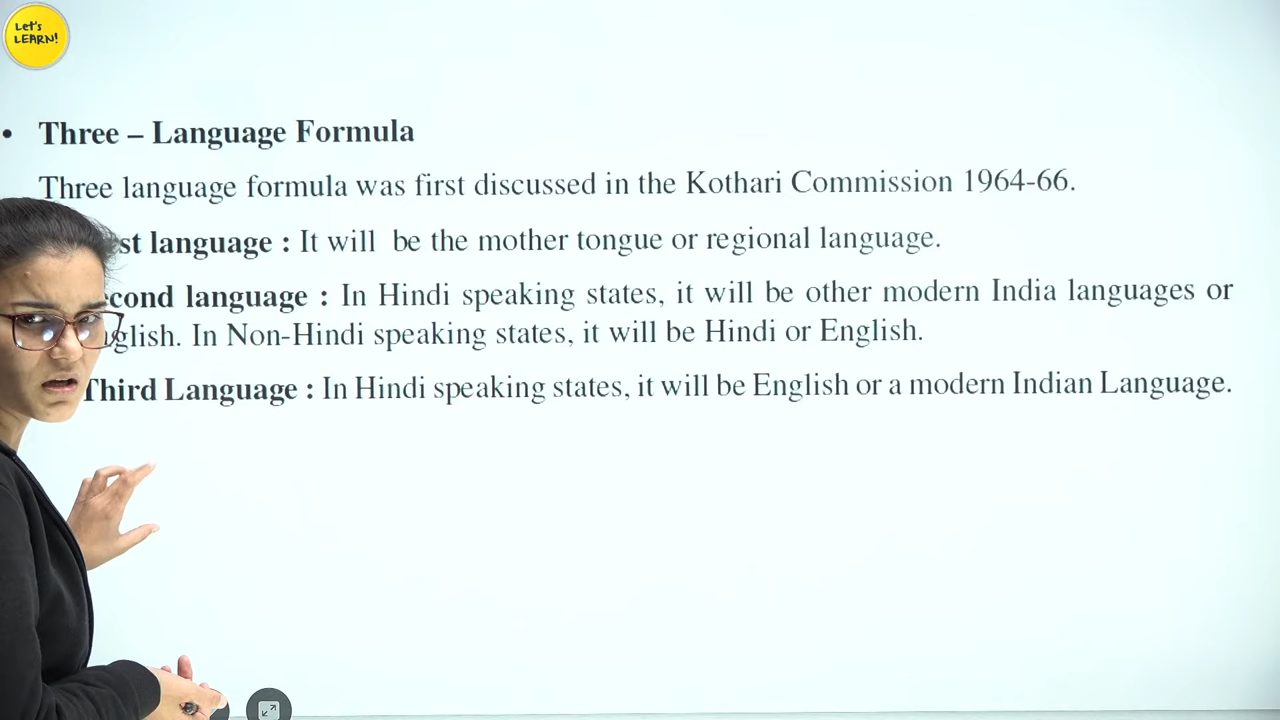 Let's
LEARN!
• Three – Language Formula
Three language formula was first discussed in the Kothari Commission 1964-66.
st language : It will be the mother tongue or regional language.
cond language : In Hindi speaking states, it will be other modern India languages or
glish. In Non-Hindi speaking states, it will be Hindi or English.
Third Language : In Hindi speaking states, it will be English or a modern Indian Language.